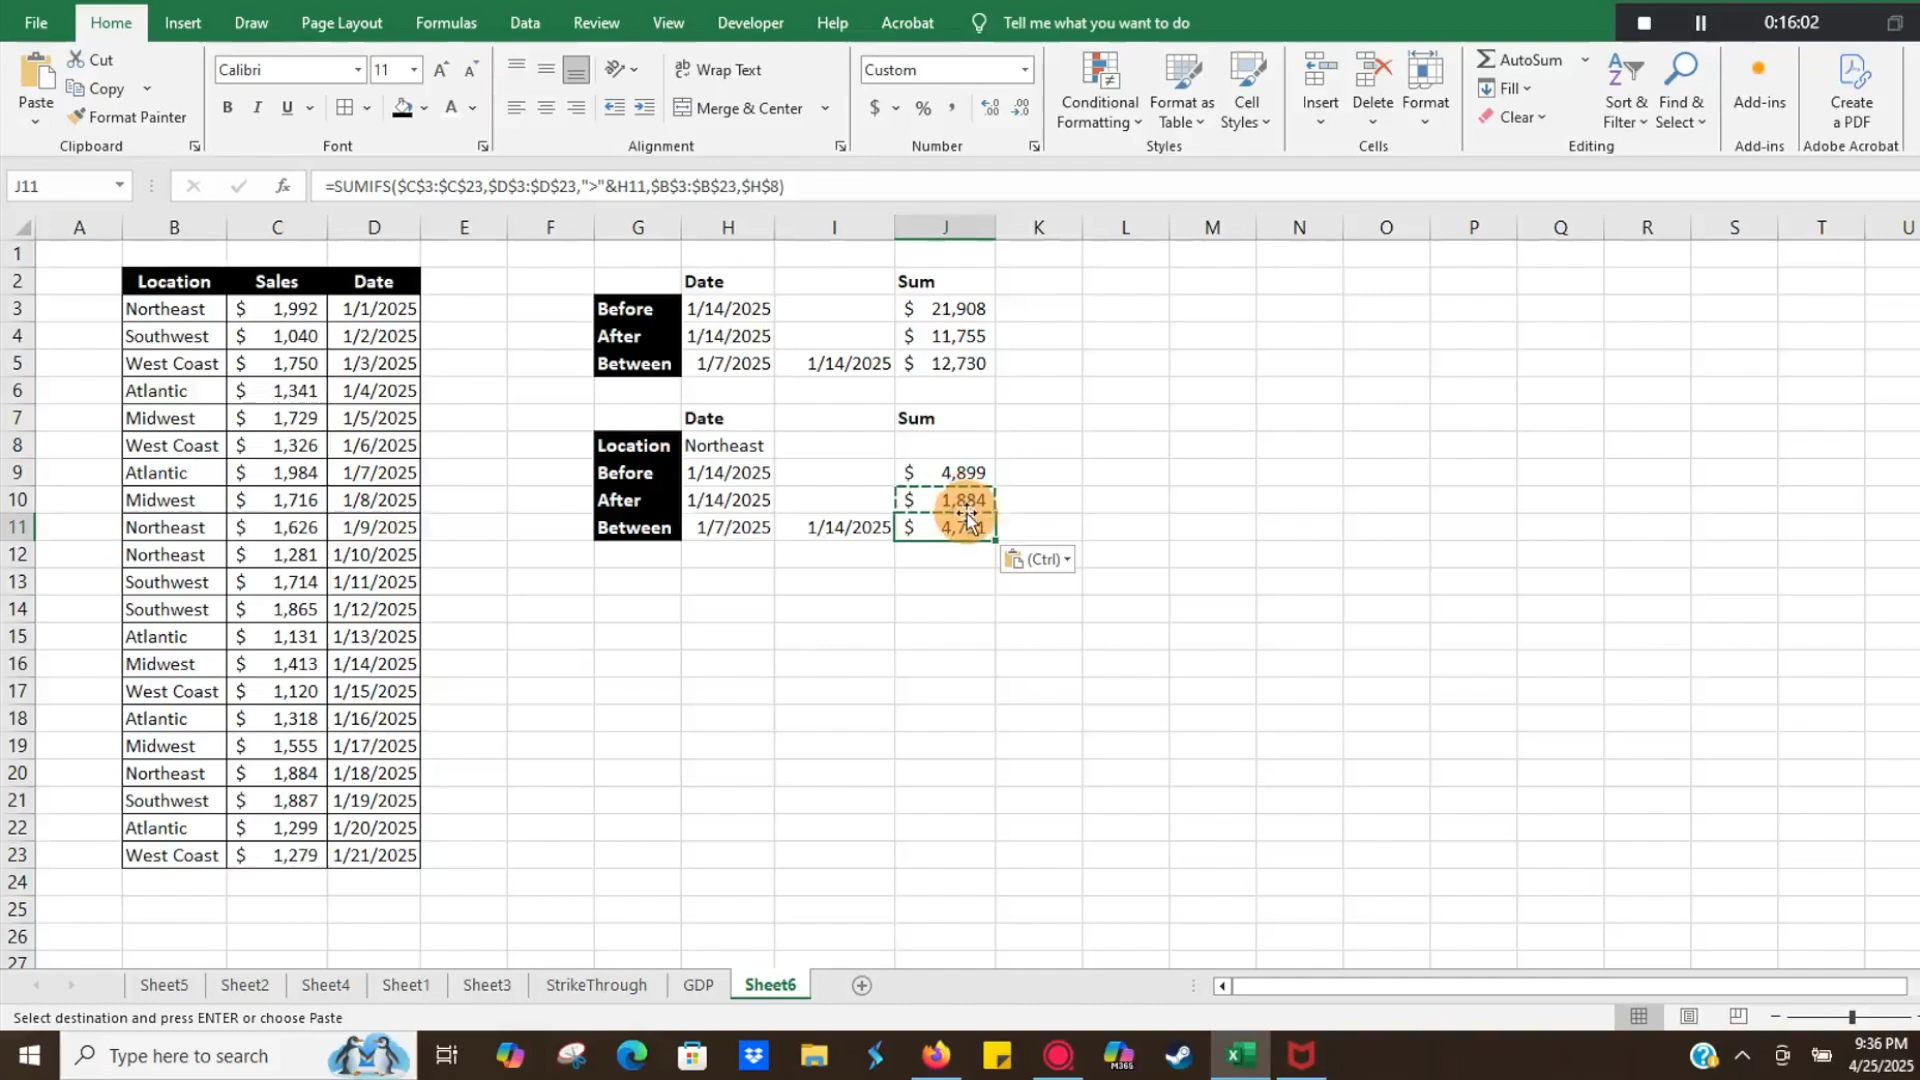 File Home Insert Draw Page Layout Formulas Data Review View Developer Help Acrobat Tell me what you want to do 0:16:02
Paste Cut Copy Format Painter Clipboard
Calibri 11 B I U A Font
Wrap Text Merge & Center Alignment
Custom $ % , Number
Conditional Formatting Format as Table Cell Styles Styles
Insert Delete Format Cells
AutoSum Fill Clear Sort & Filter Find & Select Editing
Add-ins Add-ins
Create a PDF Adobe Acrobat
J11 fx =SUMIFS($C$3:$C$23,$D$3:$D$23,">"&H11,$B$3:$B$23,$H$8)
A B C D E F G H I J K L M N O P Q R S T U
1
2 Location Sales Date Date Sum
3 Northeast $ 1,992 1/1/2025 Before 1/14/2025 $ 21,908
4 Southwest $ 1,040 1/2/2025 After 1/14/2025 $ 11,755
5 West Coast $ 1,750 1/3/2025 Between 1/7/2025 1/14/2025 $ 12,730
6 Atlantic $ 1,341 1/4/2025
7 Midwest $ 1,729 1/5/2025 Date Sum
8 West Coast $ 1,326 1/6/2025 Location Northeast
9 Atlantic $ 1,984 1/7/2025 Before 1/14/2025 $ 4,899
10 Midwest $ 1,716 1/8/2025 After 1/14/2025 $ 1,884
11 Northeast $ 1,626 1/9/2025 Between 1/7/2025 1/14/2025 $
12 Northeast $ 1,281 1/10/2025 (Ctrl)
13 Southwest $ 1,714 1/11/2025
14 Southwest $ 1,865 1/12/2025
15 Atlantic $ 1,131 1/13/2025
16 Midwest $ 1,413 1/14/2025
17 West Coast $ 1,120 1/15/2025
18 Atlantic $ 1,318 1/16/2025
19 Midwest $ 1,555 1/17/2025
20 Northeast $ 1,884 1/18/2025
21 Southwest $ 1,887 1/19/2025
22 Atlantic $ 1,299 1/20/2025
23 West Coast $ 1,279 1/21/2025
24
25
26
27
Sheet5 Sheet2 Sheet4 Sheet1 Sheet3 StrikeThrough GDP Sheet6
Select destination and press ENTER or choose Paste
Type here to search M365 9:36 PM
4/25/2025